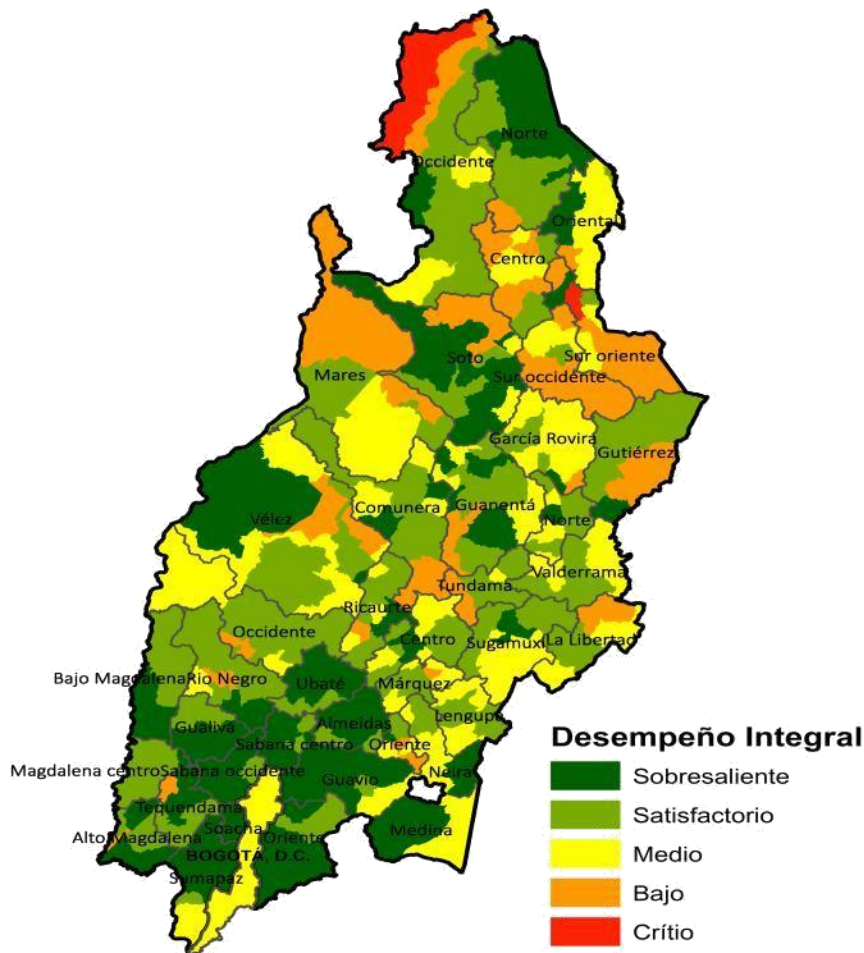 Norte
Occidente
Oriental
Centro
Soto
Sur oriente
Sur occidente
Mares
García Rovira
Gutiérrez
Comunera
Guanentá
Vélez
Norte
Valderrama
Tundama
Ricaurte
Occidente
Centro
Sugamuxi
La Libertad
Bajo Magdalena
Rio Negro
Ubaté
Márquez
Gualivá
Almeidas
Lengupá
Sabana centro
Oriente
Magdalena centro
Sabana occidente
Guavio
Neira
Tequendama
Soacha
Alto Magdalena
Oriente
Medina
BOGOTÁ, D.C.
Sumapaz
Desempeño Integral
Sobresaliente
Satisfactorio
Medio
Bajo
Crítio